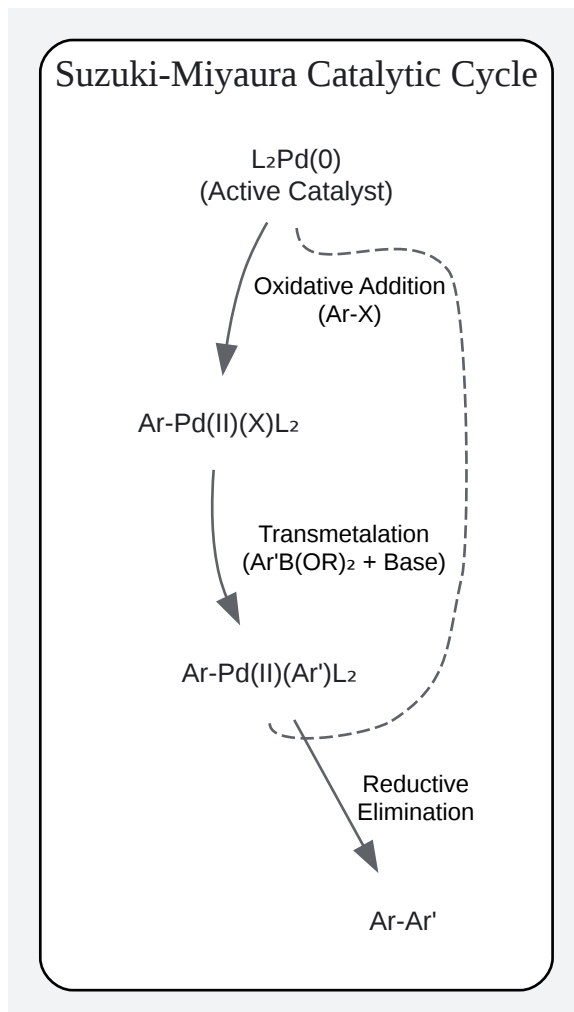 Suzuki-Miyaura Catalytic Cycle
L₂Pd(0)
(Active Catalyst)
Oxidative Addition
(Ar-X)
Ar-Pd(II)(X)L₂
Transmetalation
(Ar'B(OR)₂ + Base)
Ar-Pd(II)(Ar')L₂
Reductive
Elimination
Ar-Ar'